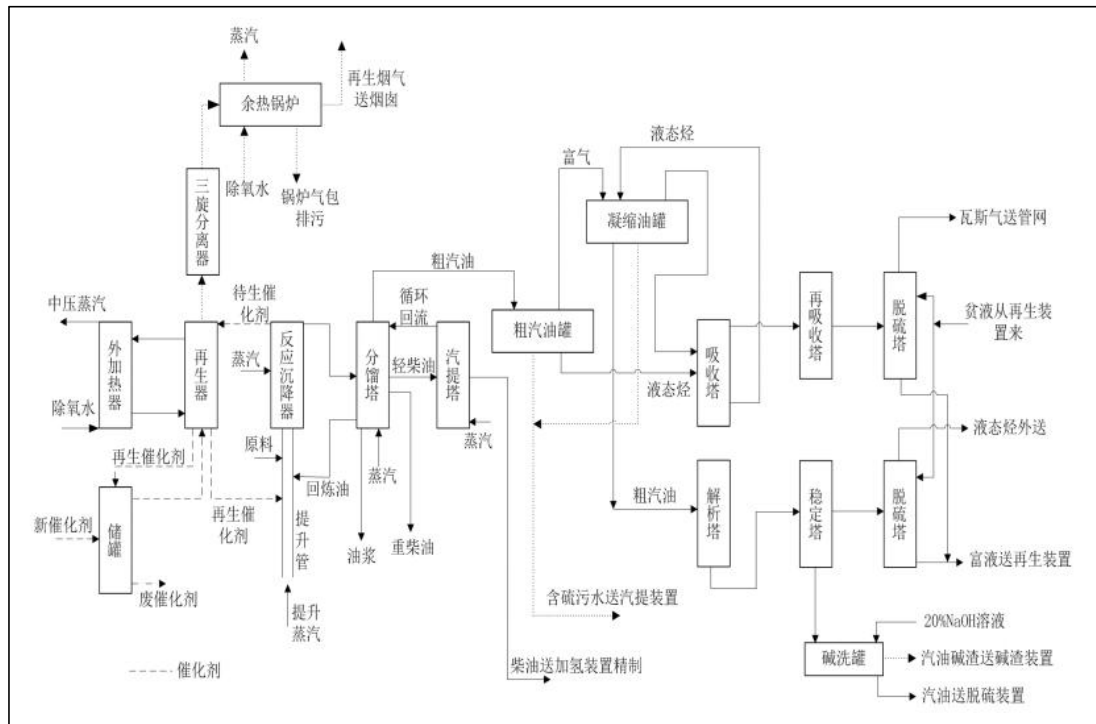 蒸汽
再生烟气
送烟囱
余热锅炉
除氧水
锅炉气包
排污
三旋分离器
液态烃
富气
凝缩油罐
瓦斯气送管网
粗汽油
循环
回流
中压蒸汽
待生催
化剂
外加热器
再生器
蒸汽
反应沉降器
分馏塔
轻柴油
汽提塔
粗汽油罐
吸收塔
液态烃
再吸收塔
脱硫塔
贫液从再生装
置来
除氧水
原料
回炼油
蒸汽
蒸汽
液态烃外送
再生催化剂
新催化剂
储罐
再生催
化剂
提升管
油浆
重柴油
粗汽油
解析塔
稳定塔
脱硫塔
富液送再生装置
废催化剂
提升
蒸汽
含硫污水送汽提装置
20%NaOH溶液
碱洗罐
汽油碱渣送碱渣装置
催化剂
柴油送加氢装置精制
汽油送脱硫装置